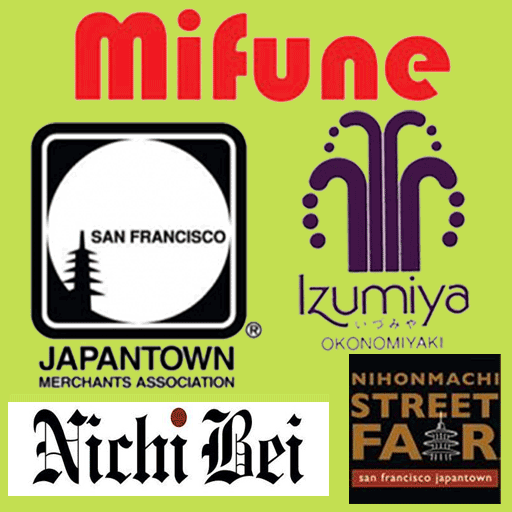 Mifune
SAN FRANCISCO
®
JAPANTOWN
MERCHANTS ASSOCIATION
Izumiya
いづみや
OKONOMIYAKI
Nichi Bei
NIHONMACHI
STREET
FAIR
san francisco japantown